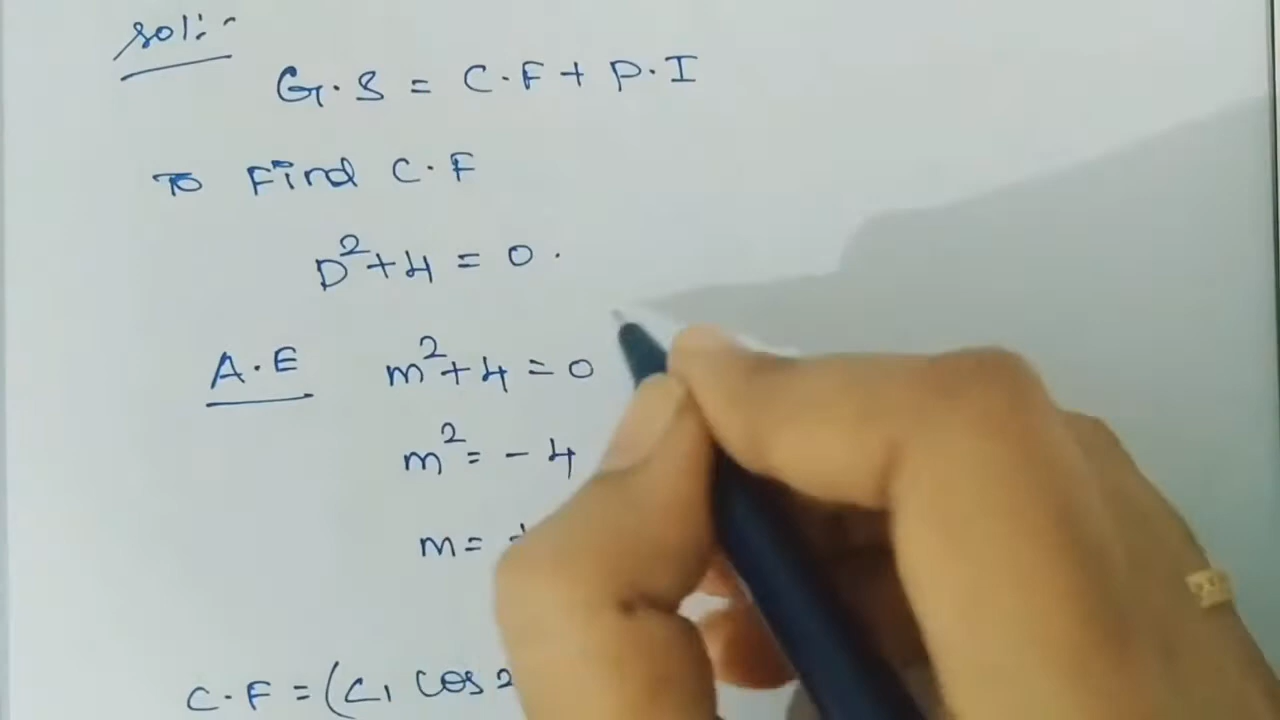 Sol:-
G.S = C.F + P.I
To Find C.F
D²+4 = 0.
A.E m²+4 = 0
m² = -4
m =
C.F = (C₁ cos 2